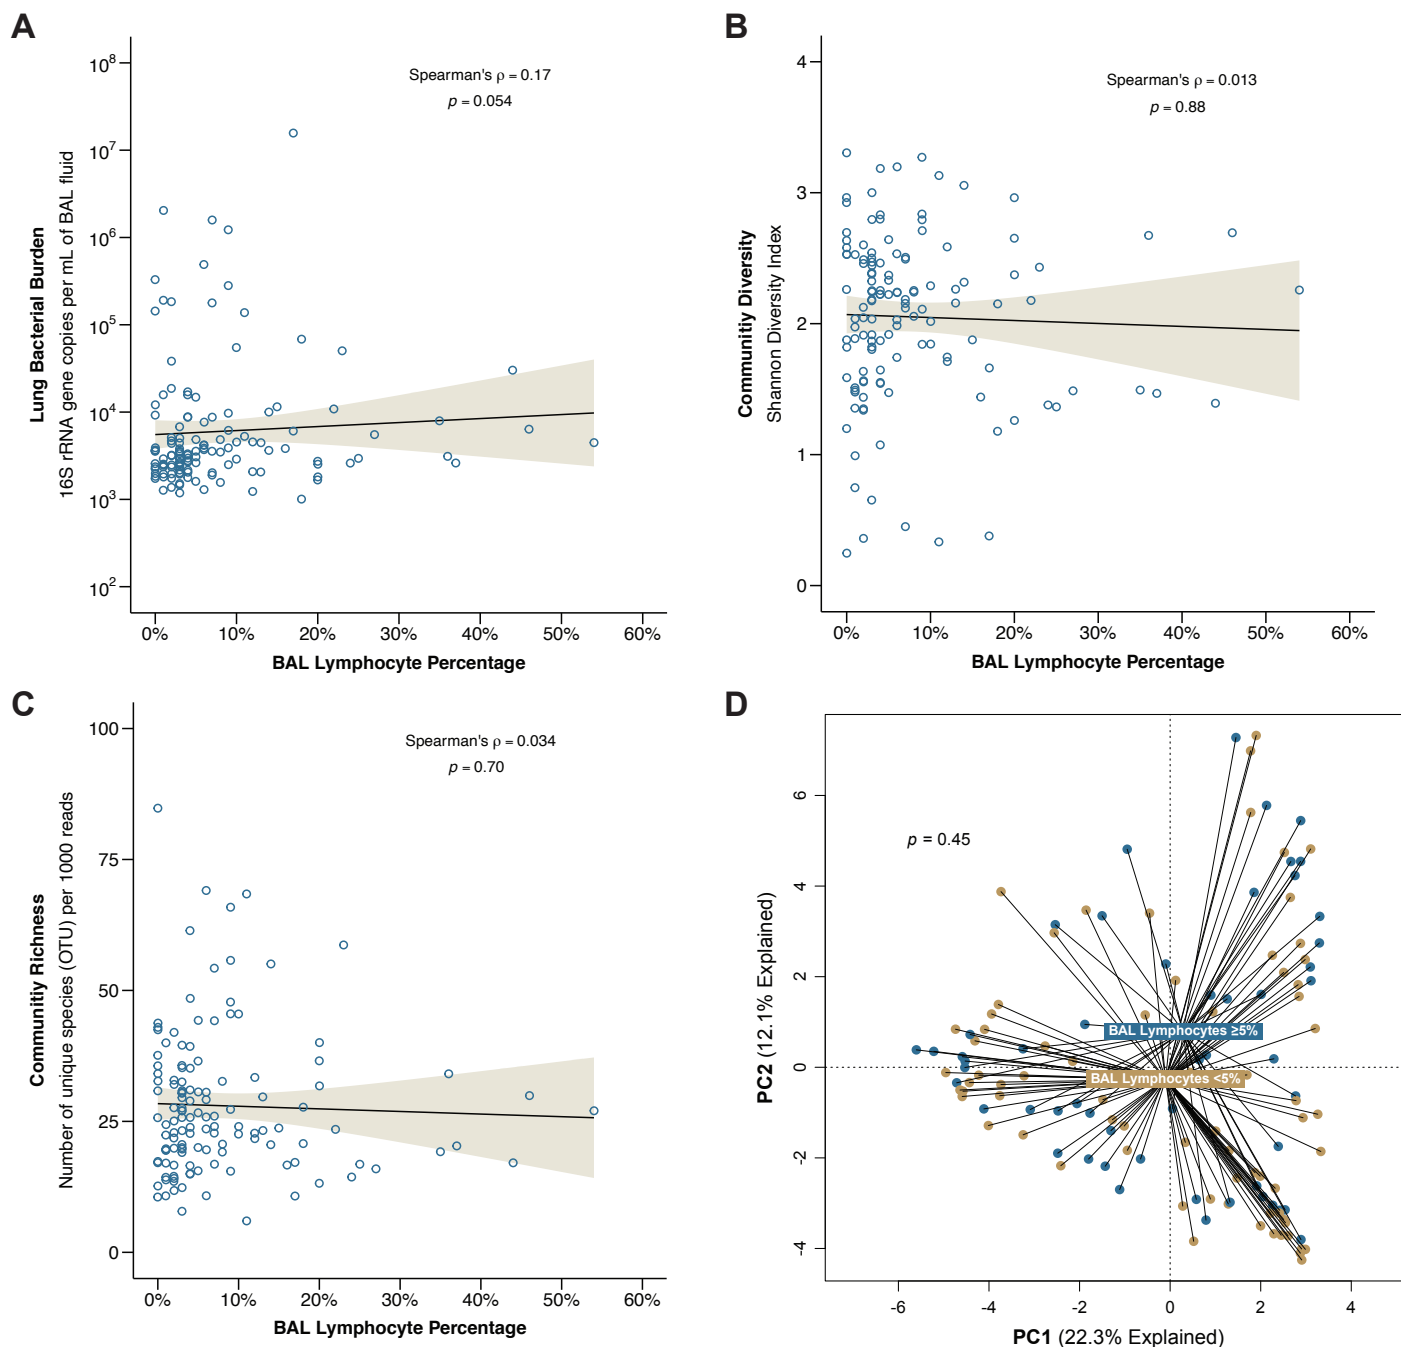 A
Lung Bacterial Burden
16S rRNA gene copies per mL of BAL fluid
10^8
10^7
10^6
10^5
10^4
10^3
10^2
Spearman's ρ = 0.17
p = 0.054
0% 10% 20% 30% 40% 50% 60%
BAL Lymphocyte Percentage
B
Communitiy Diversity
Shannon Diversity Index
4
3
2
1
0
Spearman's ρ = 0.013
p = 0.88
0% 10% 20% 30% 40% 50% 60%
BAL Lymphocyte Percentage
C
Communitiy Richness
Number of unique species (OTU) per 1000 reads
100
75
50
25
0
Spearman's ρ = 0.034
p = 0.70
0% 10% 20% 30% 40% 50% 60%
BAL Lymphocyte Percentage
D
PC2 (12.1% Explained)
6
4
2
0
-2
-4
p = 0.45
BAL Lymphocytes ≥5%
BAL Lymphocytes <5%
-6 -4 -2 0 2 4
PC1 (22.3% Explained)